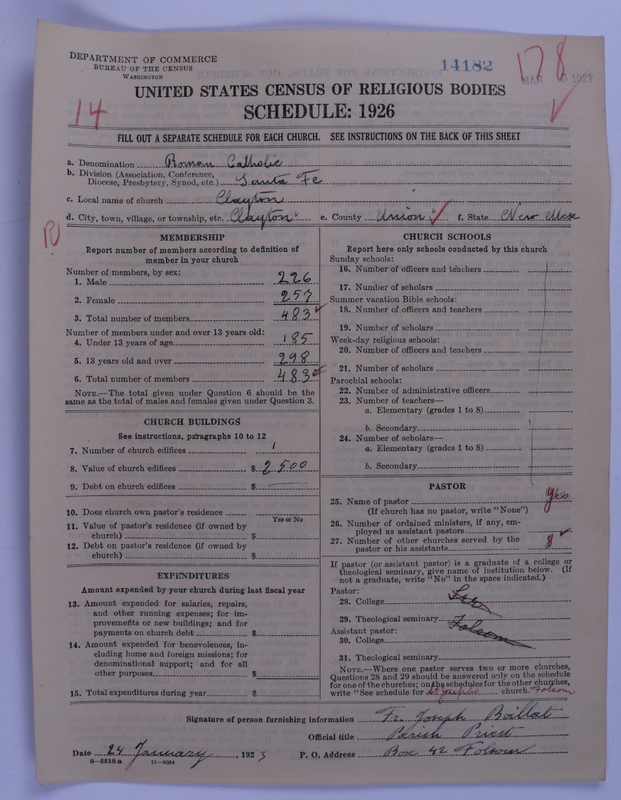 DEPARTMENT OF COMMERCE
BUREAU OF THE CENSUS
WASHINGTON
14182
178
MAR 5 1927
14
UNITED STATES CENSUS OF RELIGIOUS BODIES
SCHEDULE: 1926
FILL OUT A SEPARATE SCHEDULE FOR EACH CHURCH. SEE INSTRUCTIONS ON THE BACK OF THIS SHEET
a. Denomination Roman Catholic
b. Division (Association, Conference, Diocese, Presbytery, Synod, etc.) Santa Fe
c. Local name of church Clayton
d. City, town, village, or township, etc. Clayton e. County Union f. State New Mex
MEMBERSHIP
Report number of members according to definition of
member in your church
Number of members, by sex:
1. Male 226
2. Female 257
3. Total number of members 483
Number of members under and over 13 years old:
4. Under 13 years of age 185
5. 13 years old and over 298
6. Total number of members 483
NOTE.—The total given under Question 6 should be
same as the total of males and females given under Question 3.
CHURCH BUILDINGS
See instructions, paragraphs 10 to 12
7. Number of church edifices 1
8. Value of church edifices $ 2500
9. Debt on church edifices $
10. Does church own pastor's residence
Yes or No
11. Value of pastor's residence (if owned by
church) $
12. Debt on pastor's residence (if owned by
church) $
EXPENDITURES
Amount expended by your church during last fiscal year
13. Amount expended for salaries, repairs,
and other running expenses; for im-
provements or new buildings; and for
payments on church debt $
14. Amount expended for benevolences, in-
cluding home and foreign missions; for
denominational support; and for all
other purposes $
15. Total expenditures during year $
CHURCH SCHOOLS
Report here only schools conducted by this church
Sunday schools:
16. Number of officers and teachers
17. Number of scholars
Summer vacation Bible schools:
18. Number of officers and teachers
19. Number of scholars
Week-day religious schools:
20. Number of officers and teachers
21. Number of scholars
Parochial schools:
22. Number of administrative officers
23. Number of teachers—
a. Elementary (grades 1 to 8)
b. Secondary
24. Number of scholars—
a. Elementary (grades 1 to 8)
b. Secondary
PASTOR
25. Name of pastor yes
(If church has no pastor, write "None")
26. Number of ordained ministers, if any, em-
ployed as assistant pastors
27. Number of other churches served by the
pastor or his assistants 8
If pastor (or assistant pastor) is a graduate of a college or
theological seminary, give name of institution below. (If
not a graduate, write "No" in the space indicated.)
Pastor:
28. College See
29. Theological seminary Folsom
Assistant pastor:
30. College
31. Theological seminary
NOTE.—Where one pastor serves two or more churches,
Questions 28 and 29 should be answered only on the schedule
for one of the churches; on the schedules for the other churches,
write "See schedule for St Josephs church." Folsom
Signature of person furnishing information Fr. Joseph Boillat
Official title Parish Priest
Date 24 January, 192 P. O. Address Box 42 Folsom
8—5513a 11—9034